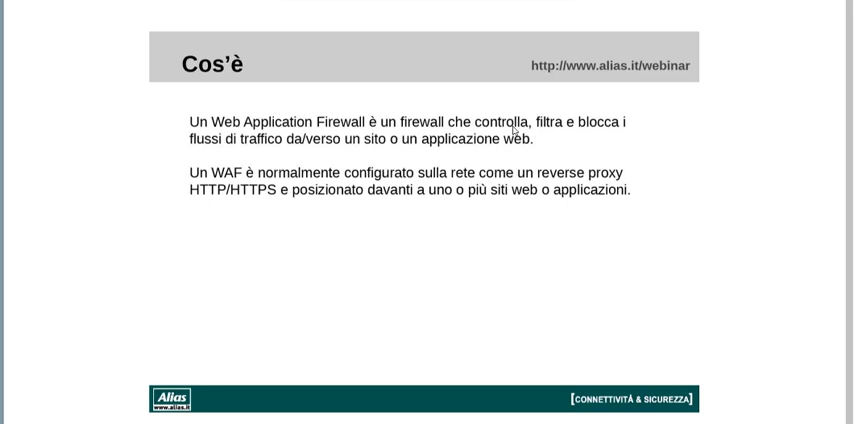 Cos’è
http://www.alias.it/webinar
Un Web Application Firewall è un firewall che controlla, filtra e blocca i
flussi di traffico da/verso un sito o un applicazione web.
Un WAF è normalmente configurato sulla rete come un reverse proxy
HTTP/HTTPS e posizionato davanti a uno o più siti web o applicazioni.
Alias
www.alias.it
[CONNETTIVITÀ & SICUREZZA]